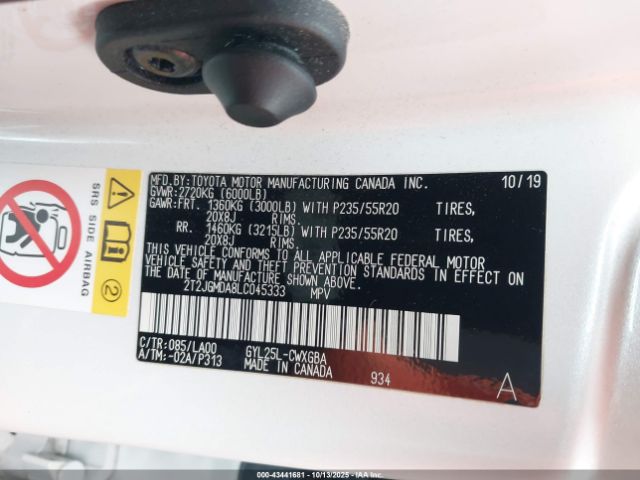 MFD.BY:TOYOTA MOTOR MANUFACTURING CANADA INC. 10/19
GVWR:2720KG (6000LB)
GAWR:FRT. 1360KG (3000LB) WITH P235/55R20 TIRES,
20X8J RIMS.
RR. 1460KG (3215LB) WITH P235/55R20 TIRES,
20X8J RIMS.
THIS VEHICLE CONFORMS TO ALL APPLICABLE FEDERAL MOTOR
VEHICLE SAFETY AND THEFT PREVENTION STANDARDS IN EFFECT ON
THE DATE OF MANUFACTURE SHOWN ABOVE.
2T2JGMDA8LC045333 MPV
C/TR:085/LA00 GYL25L-CWXGBA
A/TM:-02A/P313 MADE IN CANADA 934 A
SRS SIDE AIRBAG
2
000-43441681 - 10/13/2025 - IAAI.COM